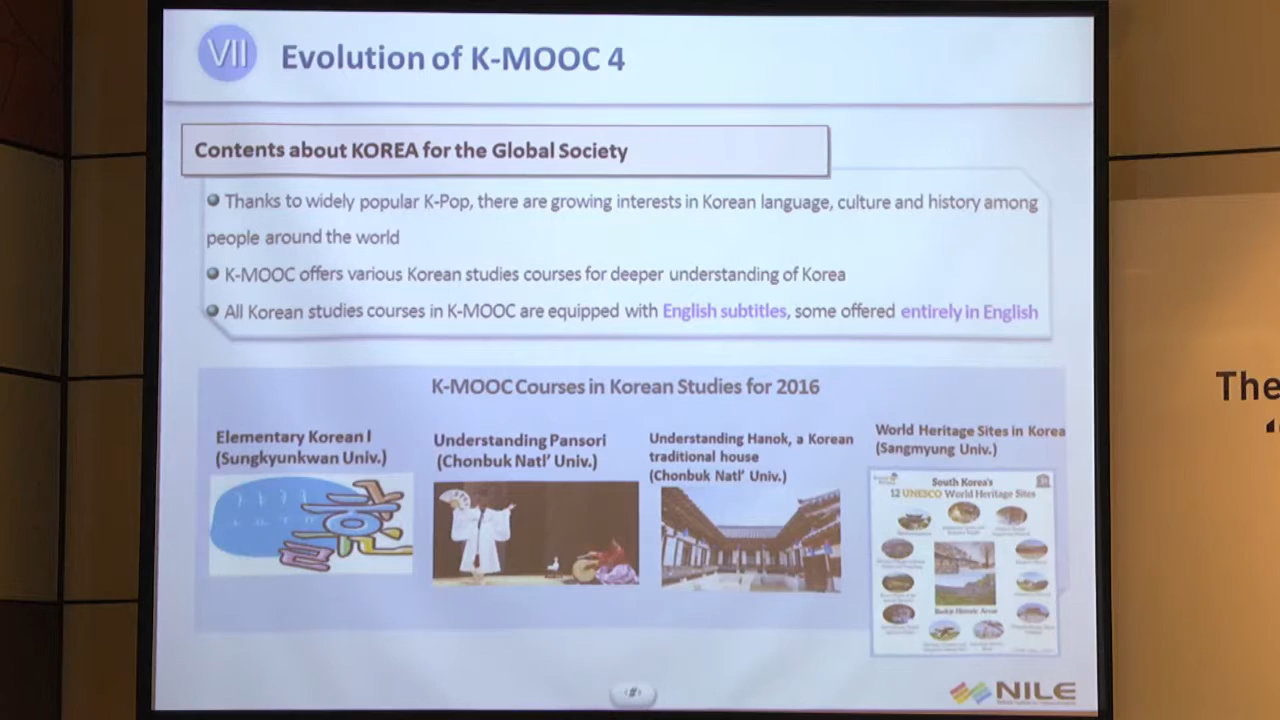 VII
Evolution of K-MOOC 4
Contents about KOREA for the Global Society
Thanks to widely popular K-Pop, there are growing interests in Korean language, culture and history among
people around the world
K-MOOC offers various Korean studies courses for deeper understanding of Korea
All Korean studies courses in K-MOOC are equipped with English subtitles, some offered entirely in English
K-MOOC Courses in Korean Studies for 2016
Elementary Korean I
(Sungkyunkwan Univ.)
Understanding Pansori
(Chonbuk Natl' Univ.)
Understanding Hanok, a Korean
traditional house
(Chonbuk Natl' Univ.)
World Heritage Sites in Korea
(Sangmyung Univ.)
South Korea's
12 UNESCO World Heritage Sites
Baekje Historic Areas
‹#›
NILE
The